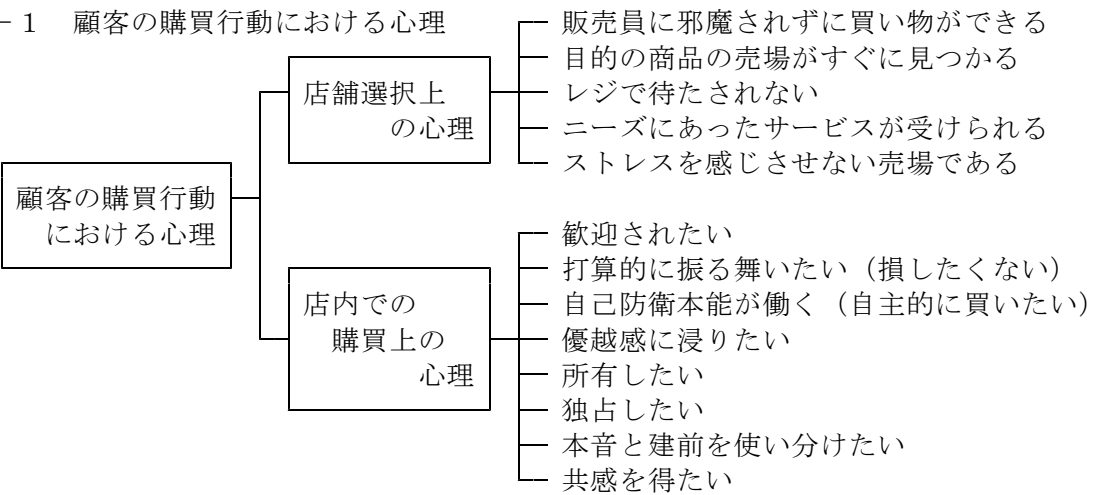 -1 顧客の購買行動における心理
顧客の購買行動
における心理
店舗選択上
の心理
販売員に邪魔されずに買い物ができる
目的の商品の売場がすぐに見つかる
レジで待たされない
ニーズにあったサービスが受けられる
ストレスを感じさせない売場である
店内での
購買上の
心理
歓迎されたい
打算的に振る舞いたい（損したくない）
自己防衛本能が働く（自主的に買いたい）
優越感に浸りたい
所有したい
独占したい
本音と建前を使い分けたい
共感を得たい